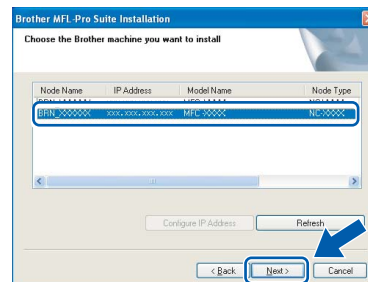 Brother MFL-Pro Suite Installation
Choose the Brother machine you want to install
Node Name IP Address Model Name Node Type
BRN_XXXXXX xxx.xxx.xxx.xxx MFC-XXXX NC-XXXX
Configure IP Address Refresh
< Back Next > Cancel